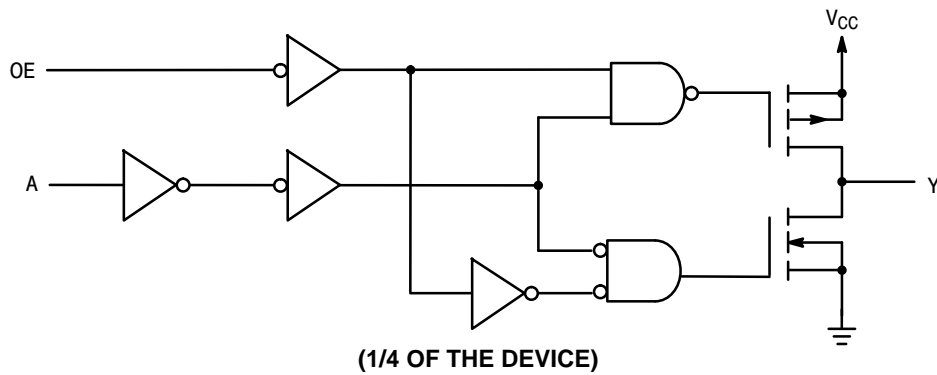 VCC
OE
A
Y
(1/4 OF THE DEVICE)